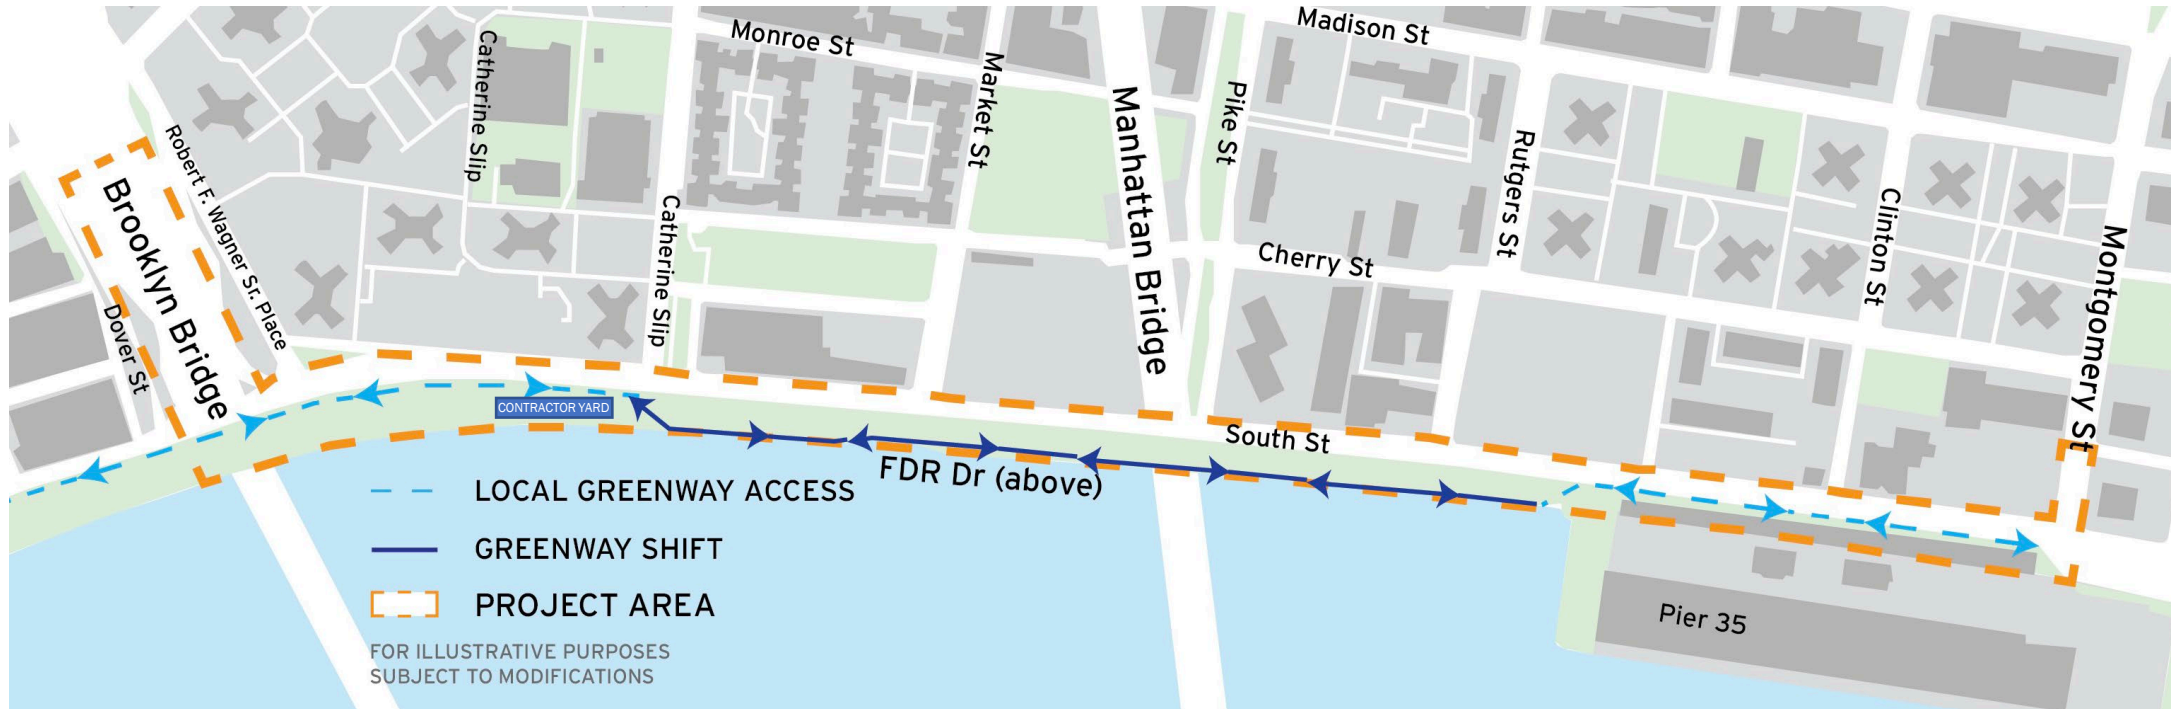 Madison St
Monroe St
Catherine Slip
Market St
Manhattan Bridge
Pike St
Rutgers St
Robert F. Wagner Sr. Place
Brooklyn Bridge
Catherine Slip
Cherry St
Clinton St
Montgomery St
Dover St
CONTRACTOR YARD
South St
FDR Dr (above)
LOCAL GREENWAY ACCESS
GREENWAY SHIFT
PROJECT AREA
Pier 35
FOR ILLUSTRATIVE PURPOSES
SUBJECT TO MODIFICATIONS